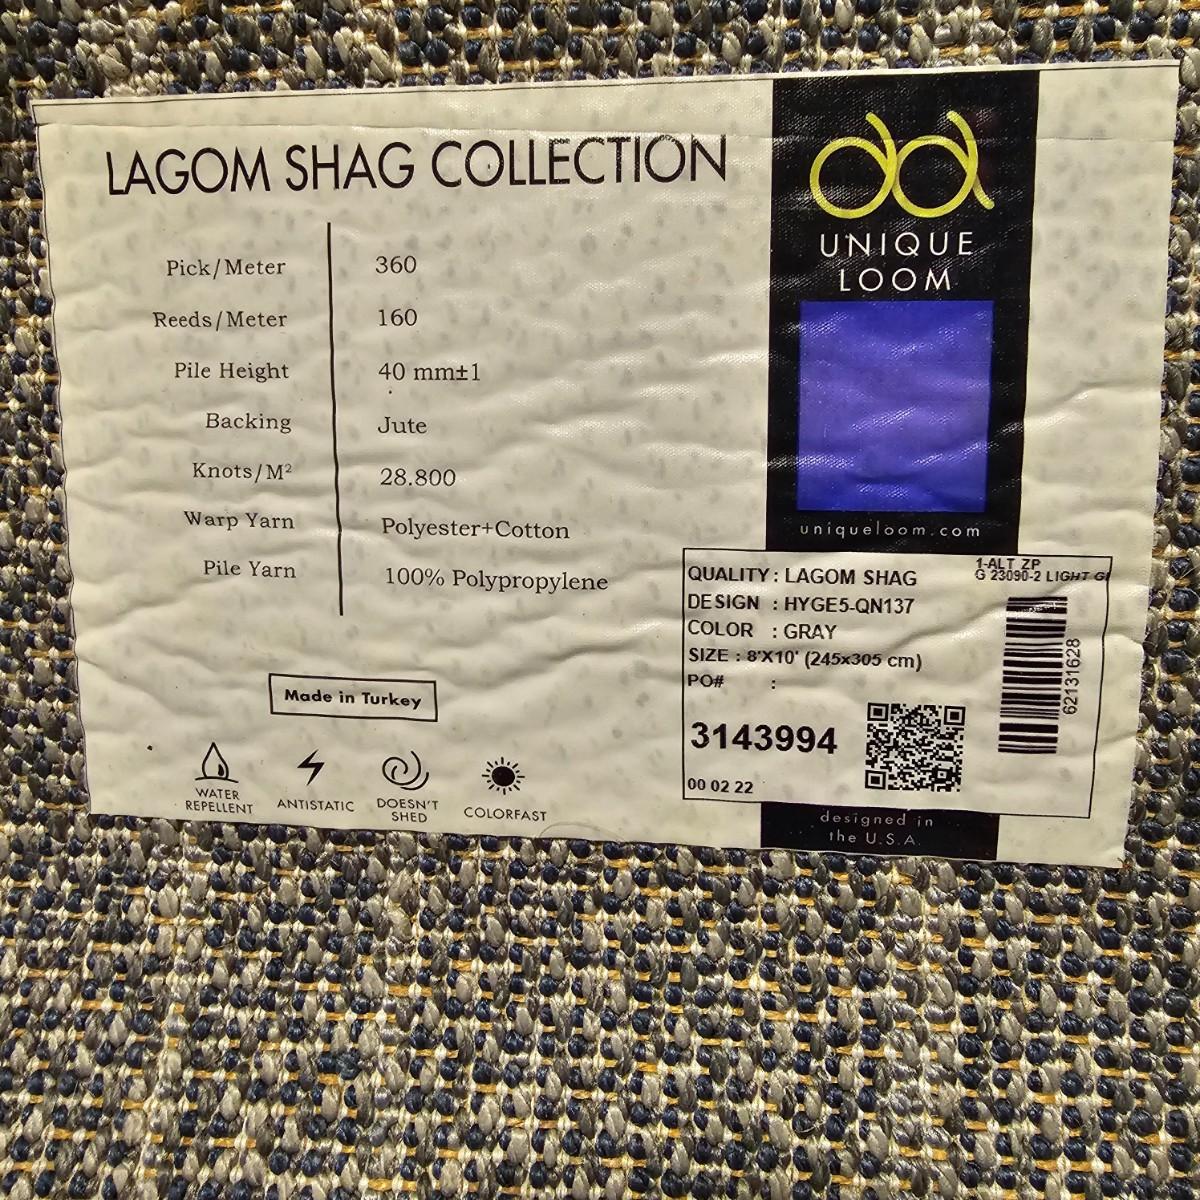 LAGOM SHAG COLLECTION
Pick/Meter 360
Reeds/Meter 160
Pile Height 40 mm±1
Backing Jute
Knots/M² 28.800
Warp Yarn Polyester+Cotton
Pile Yarn 100% Polypropylene
Made in Turkey
WATER
REPELLENT
ANTISTATIC
DOESN'T
SHED
COLORFAST
UNIQUE
LOOM
uniqueloom.com
QUALITY : LAGOM SHAG
DESIGN : HYGE5-QN137
COLOR : GRAY
SIZE : 8'X10' (245x305 cm)
PO# :
3143994
00 02 22
1-ALT ZP
G 23090-2 LIGHT
62131628
designed in
the U.S.A.